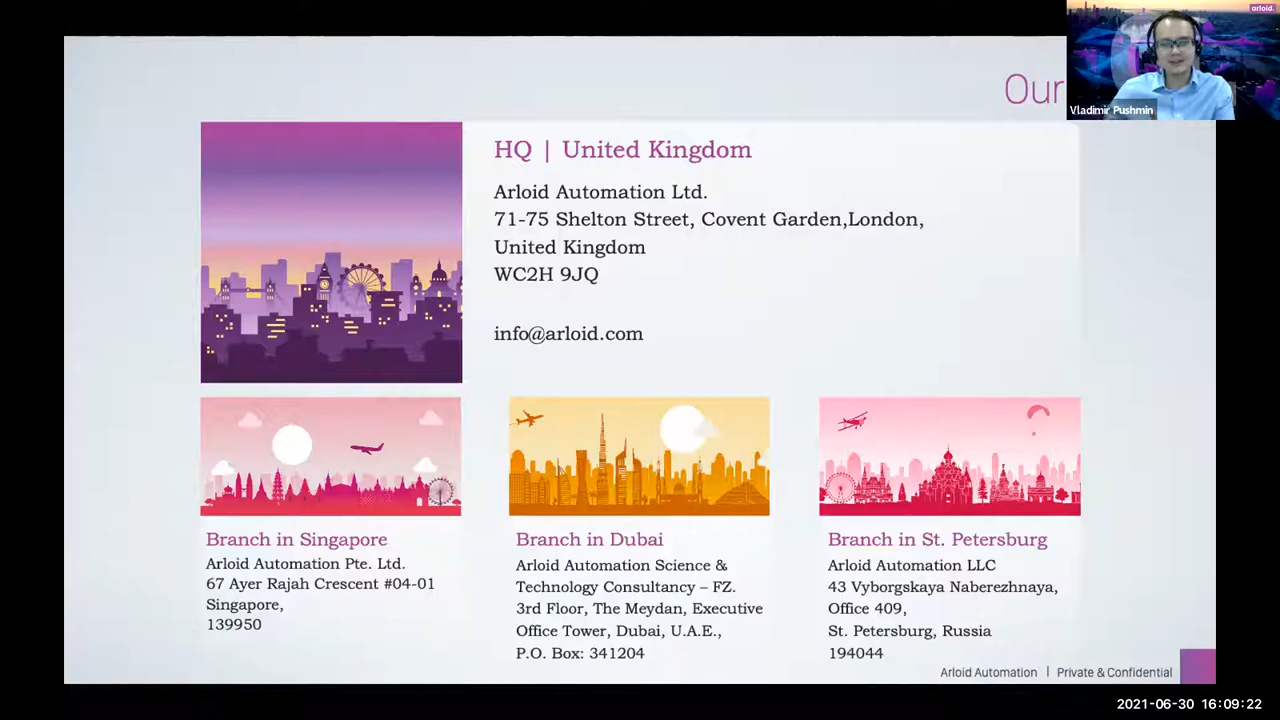 arloid.
Our
Vladimir Pushmin
HQ | United Kingdom
Arloid Automation Ltd.
71-75 Shelton Street, Covent Garden,London,
United Kingdom
WC2H 9JQ
info@arloid.com
Branch in Singapore
Arloid Automation Pte. Ltd.
67 Ayer Rajah Crescent #04-01
Singapore,
139950
Branch in Dubai
Arloid Automation Science &
Technology Consultancy – FZ.
3rd Floor, The Meydan, Executive
Office Tower, Dubai, U.A.E.,
P.O. Box: 341204
Branch in St. Petersburg
Arloid Automation LLC
43 Vyborgskaya Naberezhnaya,
Office 409,
St. Petersburg, Russia
194044
Arloid Automation | Private & Confidential
2021-06-30 16:09:22